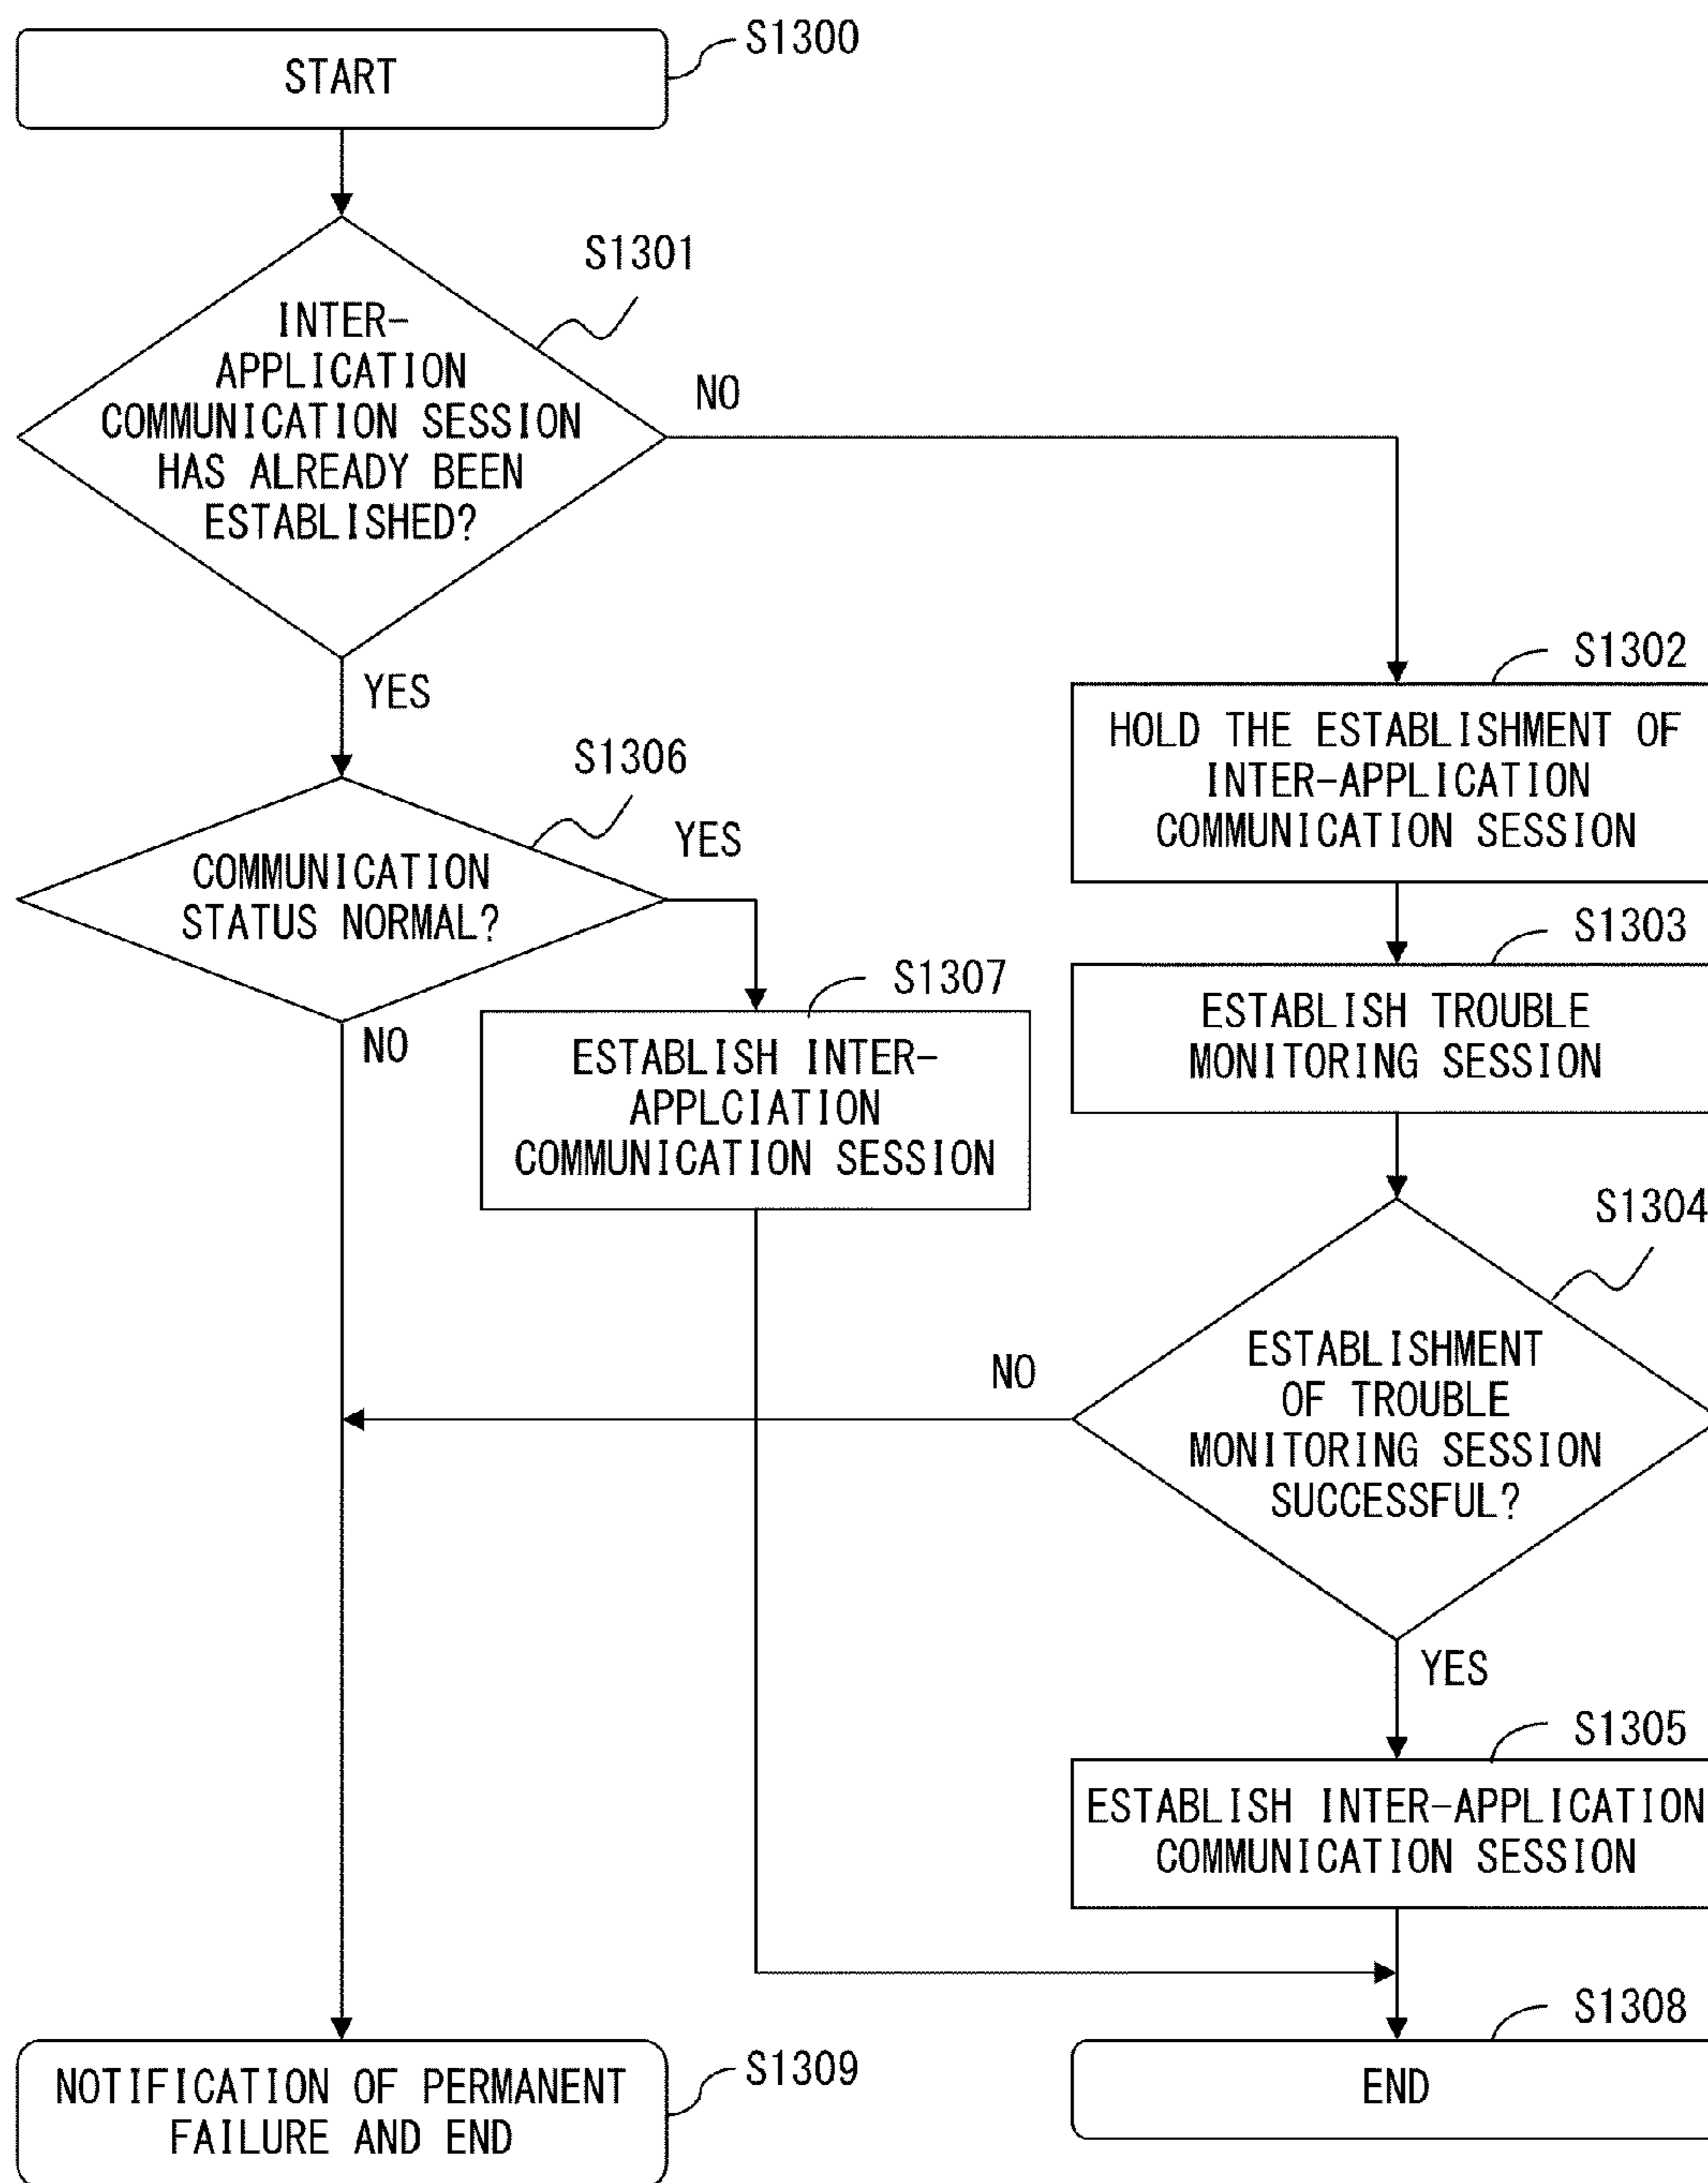 START
S1300
S1301
INTER-
APPLICATION
COMMUNICATION SESSION
HAS ALREADY BEEN
ESTABLISHED?
NO
YES
S1302
HOLD THE ESTABLISHMENT OF
INTER-APPLICATION
COMMUNICATION SESSION
S1306
COMMUNICATION
STATUS NORMAL?
YES
NO
S1303
ESTABLISH TROUBLE
MONITORING SESSION
S1307
ESTABLISH INTER-
APPLCIATION
COMMUNICATION SESSION
S1304
ESTABLISHMENT
OF TROUBLE
MONITORING SESSION
SUCCESSFUL?
NO
YES
S1305
ESTABLISH INTER-APPLICATION
COMMUNICATION SESSION
S1308
END
S1309
NOTIFICATION OF PERMANENT
FAILURE AND END